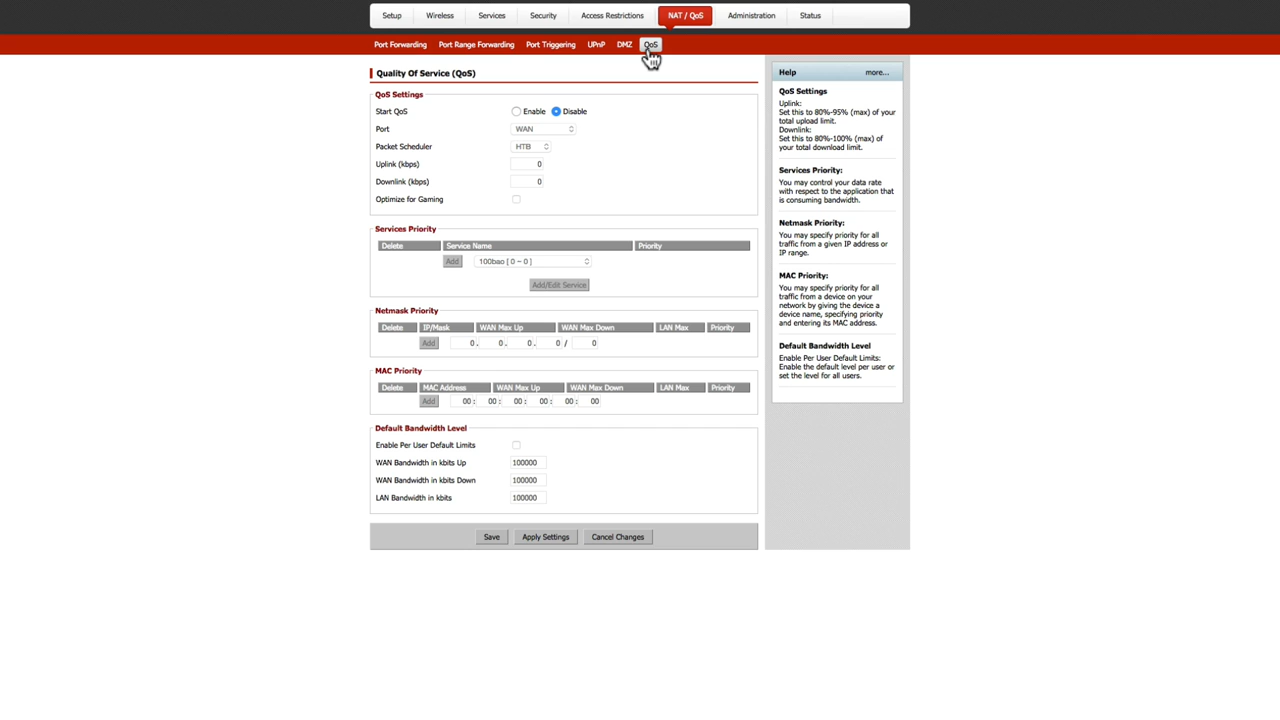 Setup Wireless Services Security Access Restrictions NAT / QoS Administration Status
Port Forwarding Port Range Forwarding Port Triggering UPnP DMZ QoS
Quality Of Service (QoS)
QoS Settings
Start QoS Enable Disable
Port WAN
Packet Scheduler HTB
Uplink (kbps) 0
Downlink (kbps) 0
Optimize for Gaming
Services Priority
Delete Service Name Priority
Add 100bao [ 0 ~ 0 ]
Add/Edit Service
Netmask Priority
Delete IP/Mask WAN Max Up WAN Max Down LAN Max Priority
Add 0 . 0 . 0 . 0 / 0
MAC Priority
Delete MAC Address WAN Max Up WAN Max Down LAN Max Priority
Add 00 : 00 : 00 : 00 : 00 : 00
Default Bandwidth Level
Enable Per User Default Limits
WAN Bandwidth in kbits Up 100000
WAN Bandwidth in kbits Down 100000
LAN Bandwidth in kbits 100000
Save Apply Settings Cancel Changes
Help more...
QoS Settings
Uplink:
Set this to 80%-95% (max) of your
total upload limit.
Downlink:
Set this to 80%-100% (max) of
your total download limit.
Services Priority:
You may control your data rate
with respect to the application that
is consuming bandwidth.
Netmask Priority:
You may specify priority for all
traffic from a given IP address or
IP range.
MAC Priority:
You may specify priority for all
traffic from a device on your
network by giving the device a
device name, specifying priority
and entering its MAC address.
Default Bandwidth Level
Enable Per User Default Limits:
Enable the default level per user or
set the level for all users.